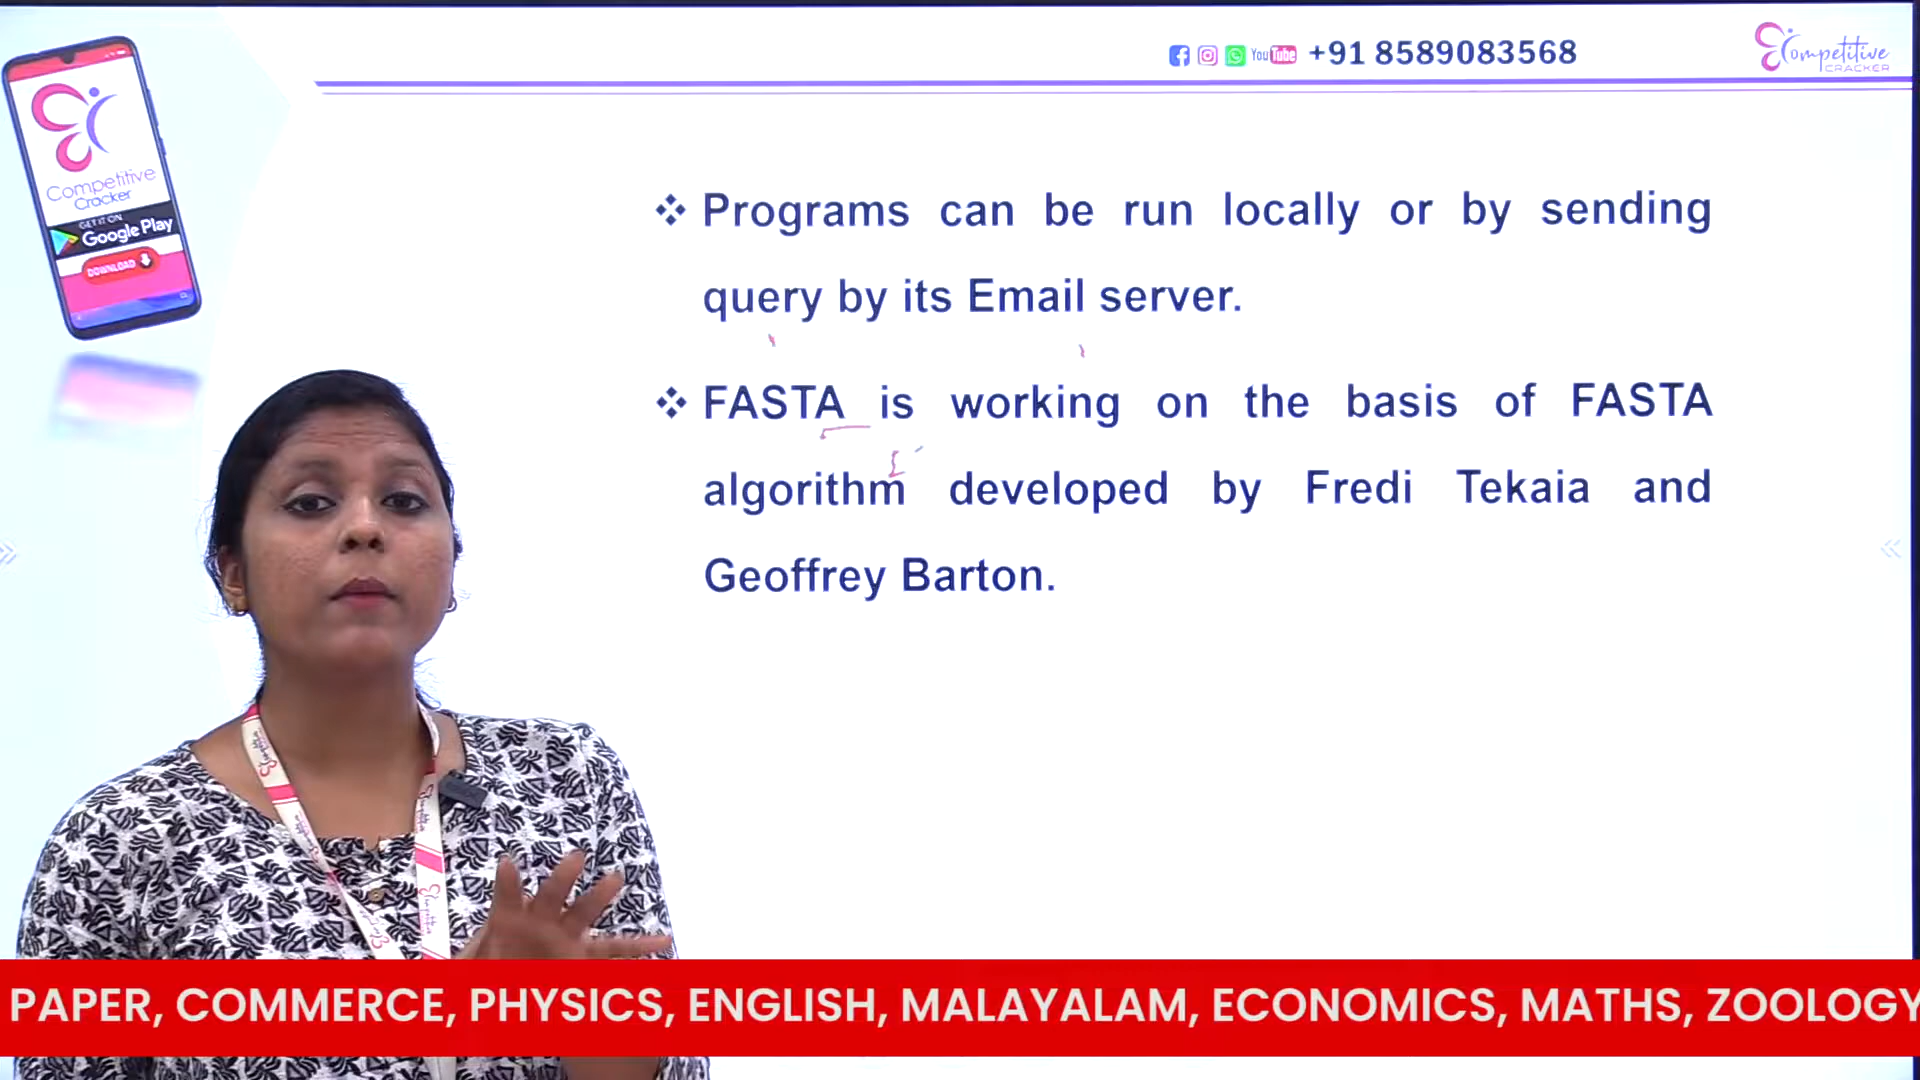 +91 8589083568
Competitive
CRACKER
Competitive
Cracker
GET IT ON
Google Play
DOWNLOAD
You Tube
Programs can be run locally or by sending
query by its Email server.
FASTA is working on the basis of FASTA
algorithm developed by Fredi Tekaia and
Geoffrey Barton.
PAPER, COMMERCE, PHYSICS, ENGLISH, MALAYALAM, ECONOMICS, MATHS, ZOOLOGY